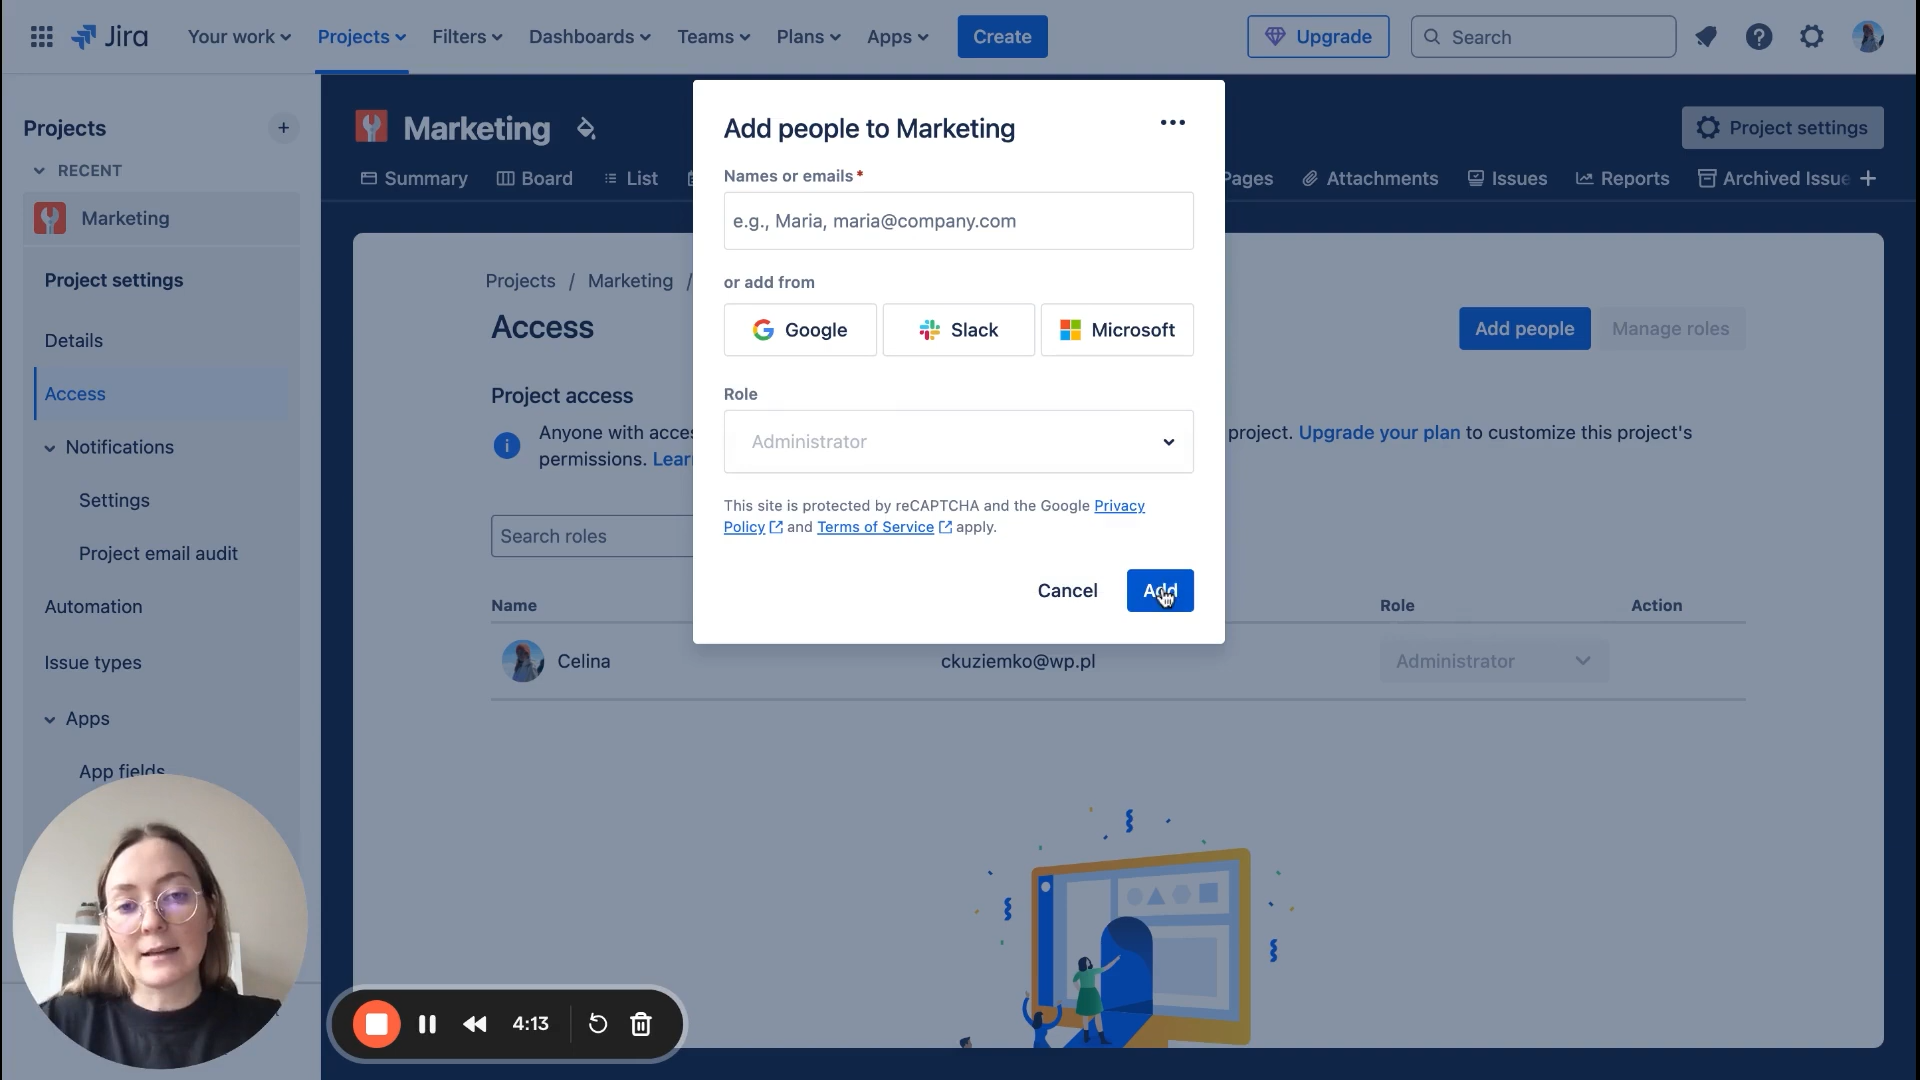 Jira
Your work
Projects
Filters
Dashboards
Teams
Plans
Apps
Create
Upgrade
Search
Projects
RECENT
Marketing
Project settings
Details
Access
Notifications
Settings
Project email audit
Automation
Issue types
Apps
App fields
Marketing
Project settings
Summary
Board
List
Pages
Attachments
Issues
Reports
Archived Issue
Projects / Marketing /
Access
Add people
Manage roles
Project access
Anyone with acces
project. Upgrade your plan to customize this project's
permissions. Lear
Search roles
Name
Role
Action
Celina
ckuziemko@wp.pl
Administrator
Add people to Marketing
Names or emails*
e.g., Maria, maria@company.com
or add from
Google
Slack
Microsoft
Role
Administrator
This site is protected by reCAPTCHA and the Google Privacy
Policy and Terms of Service apply.
Cancel
Add
4:13